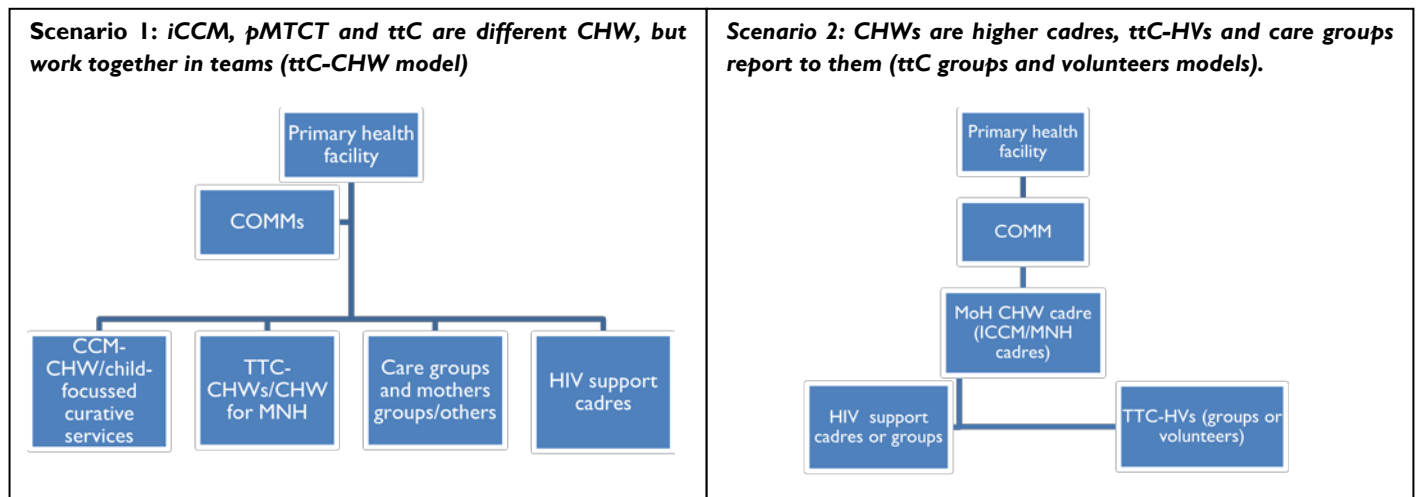 Scenario 1: iCCM, pMTCT and ttC are different CHW, but
work together in teams (ttC-CHW model)
Primary health
facility
COMMs
CCM-
CHW/child-
focussed
curative
services
TTC-
CHWs/CHW
for MNH
Care groups
and mothers
groups/others
HIV support
cadres
Scenario 2: CHWs are higher cadres, ttC-HVs and care groups
report to them (ttC groups and volunteers models).
Primary health
facility
COMM
MoH CHW cadre
(ICCM/MNH
cadres)
HIV support
cadres or groups
TTC-HVs (groups or
volunteers)